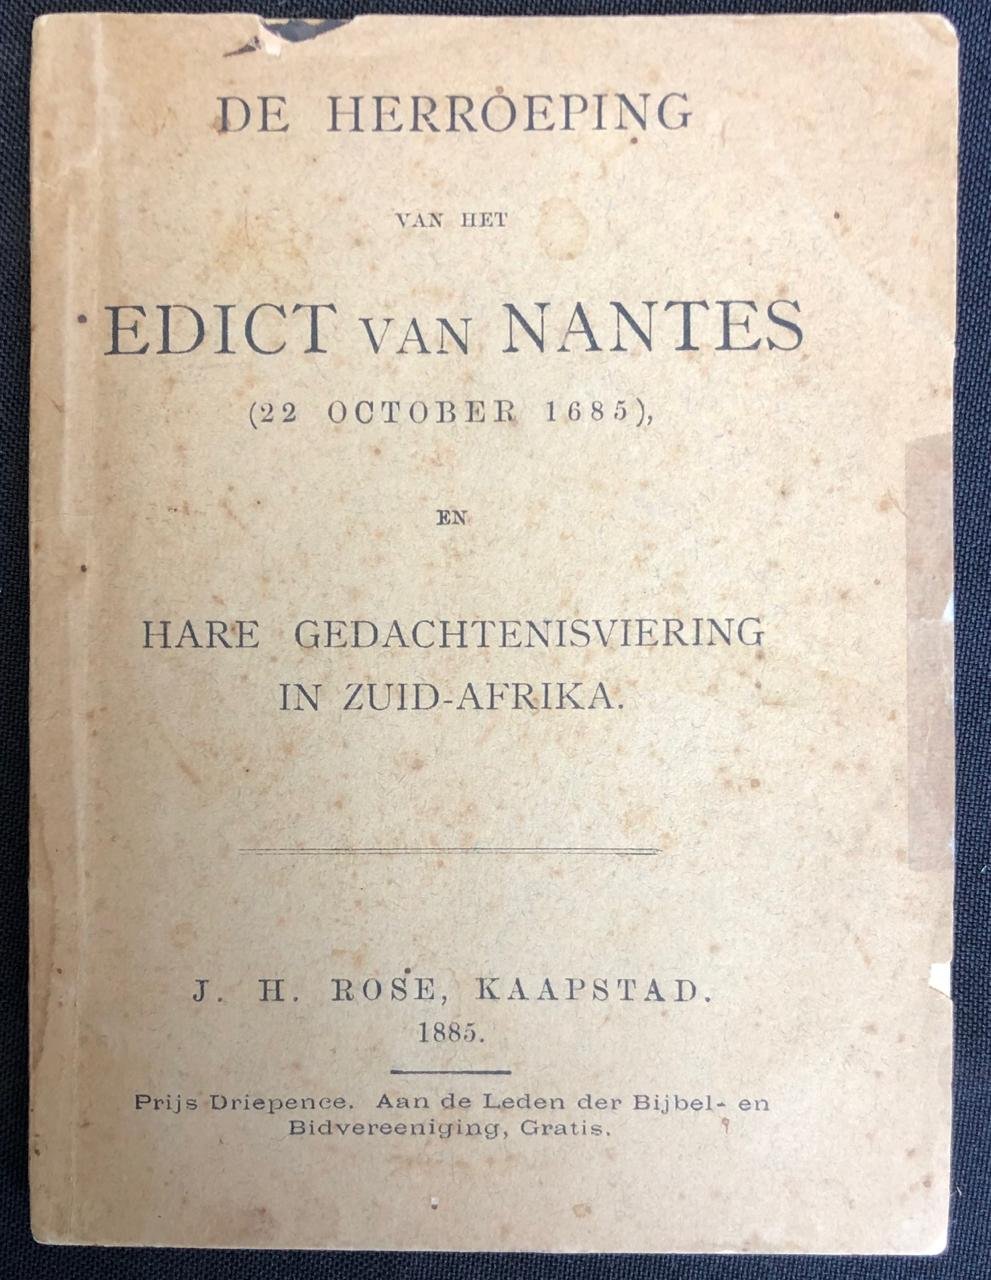 DE HERROEPING
VAN HET
EDICT VAN NANTES
(22 OCTOBER 1685),
EN
HARE GEDACHTENISVIERING
IN ZUID-AFRIKA.
J. H. ROSE, KAAPSTAD.
1885.
Prijs Driepence. Aan de Leden der Bijbel- en
Bidvereeniging, Gratis.